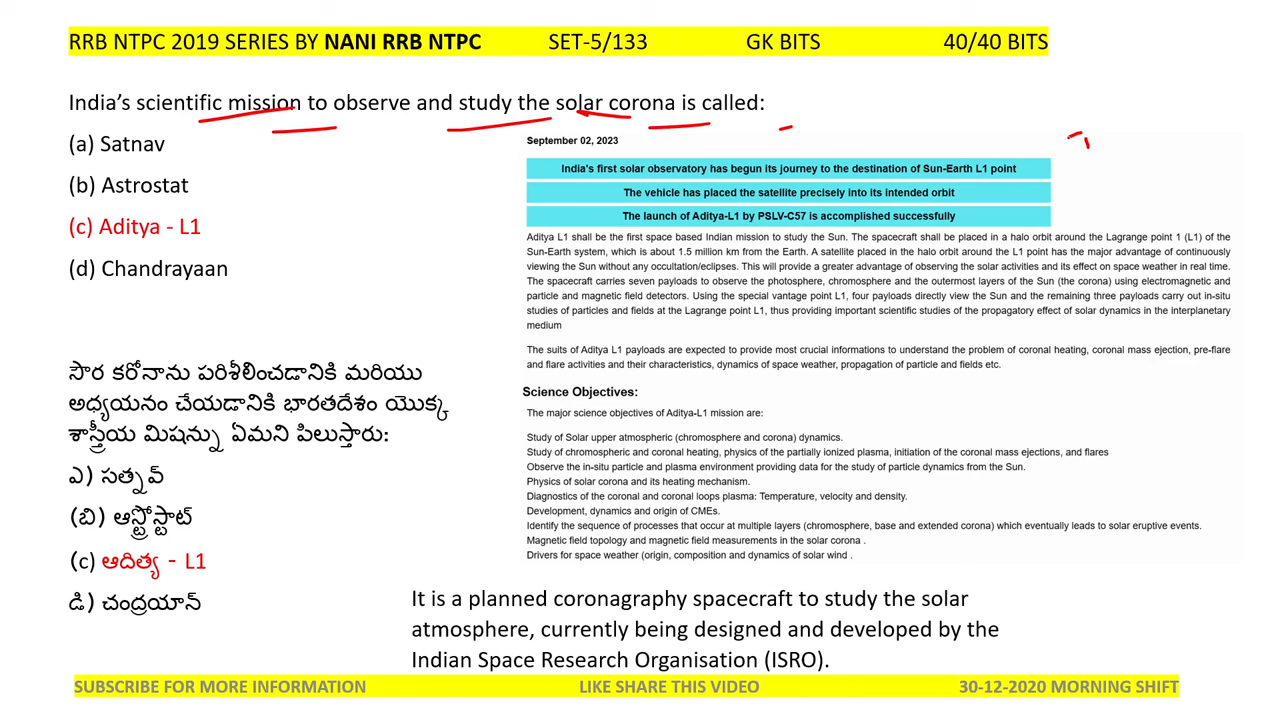 RRB NTPC 2019 SERIES BY NANI RRB NTPC SET-5/133 GK BITS 40/40 BITS
India's scientific mission to observe and study the solar corona is called:
(a) Satnav
(b) Astrostat
(c) Aditya - L1
(d) Chandrayaan
సౌర కరోనాను పరిశీలించడానికి మరియు
అధ్యయనం చేయడానికి భారతదేశం యొక్క
శాస్త్రీయ మిషన్ను ఏమని పిలుస్తారు:
ఎ) సత్నవ్
(బి) ఆస్ట్రోస్టాట్
(c) ఆదిత్య - L1
డి) చంద్రయాన్
September 02, 2023
India's first solar observatory has begun its journey to the destination of Sun-Earth L1 point
The vehicle has placed the satellite precisely into its intended orbit
The launch of Aditya-L1 by PSLV-C57 is accomplished successfully
Aditya L1 shall be the first space based Indian mission to study the Sun. The spacecraft shall be placed in a halo orbit around the Lagrange point 1 (L1) of the
Sun-Earth system, which is about 1.5 million km from the Earth. A satellite placed in the halo orbit around the L1 point has the major advantage of continuously
viewing the Sun without any occultation/eclipses. This will provide a greater advantage of observing the solar activities and its effect on space weather in real time.
The spacecraft carries seven payloads to observe the photosphere, chromosphere and the outermost layers of the Sun (the corona) using electromagnetic and
particle and magnetic field detectors. Using the special vantage point L1, four payloads directly view the Sun and the remaining three payloads carry out in-situ
studies of particles and fields at the Lagrange point L1, thus providing important scientific studies of the propagatory effect of solar dynamics in the interplanetary
medium
The suits of Aditya L1 payloads are expected to provide most crucial informations to understand the problem of coronal heating, coronal mass ejection, pre-flare
and flare activities and their characteristics, dynamics of space weather, propagation of particle and fields etc.
Science Objectives:
The major science objectives of Aditya-L1 mission are:
Study of Solar upper atmospheric (chromosphere and corona) dynamics.
Study of chromospheric and coronal heating, physics of the partially ionized plasma, initiation of the coronal mass ejections, and flares
Observe the in-situ particle and plasma environment providing data for the study of particle dynamics from the Sun.
Physics of solar corona and its heating mechanism.
Diagnostics of the coronal and coronal loops plasma: Temperature, velocity and density.
Development, dynamics and origin of CMEs.
Identify the sequence of processes that occur at multiple layers (chromosphere, base and extended corona) which eventually leads to solar eruptive events.
Magnetic field topology and magnetic field measurements in the solar corona .
Drivers for space weather (origin, composition and dynamics of solar wind .
It is a planned coronagraphy spacecraft to study the solar
atmosphere, currently being designed and developed by the
Indian Space Research Organisation (ISRO).
SUBSCRIBE FOR MORE INFORMATION LIKE SHARE THIS VIDEO 30-12-2020 MORNING SHIFT